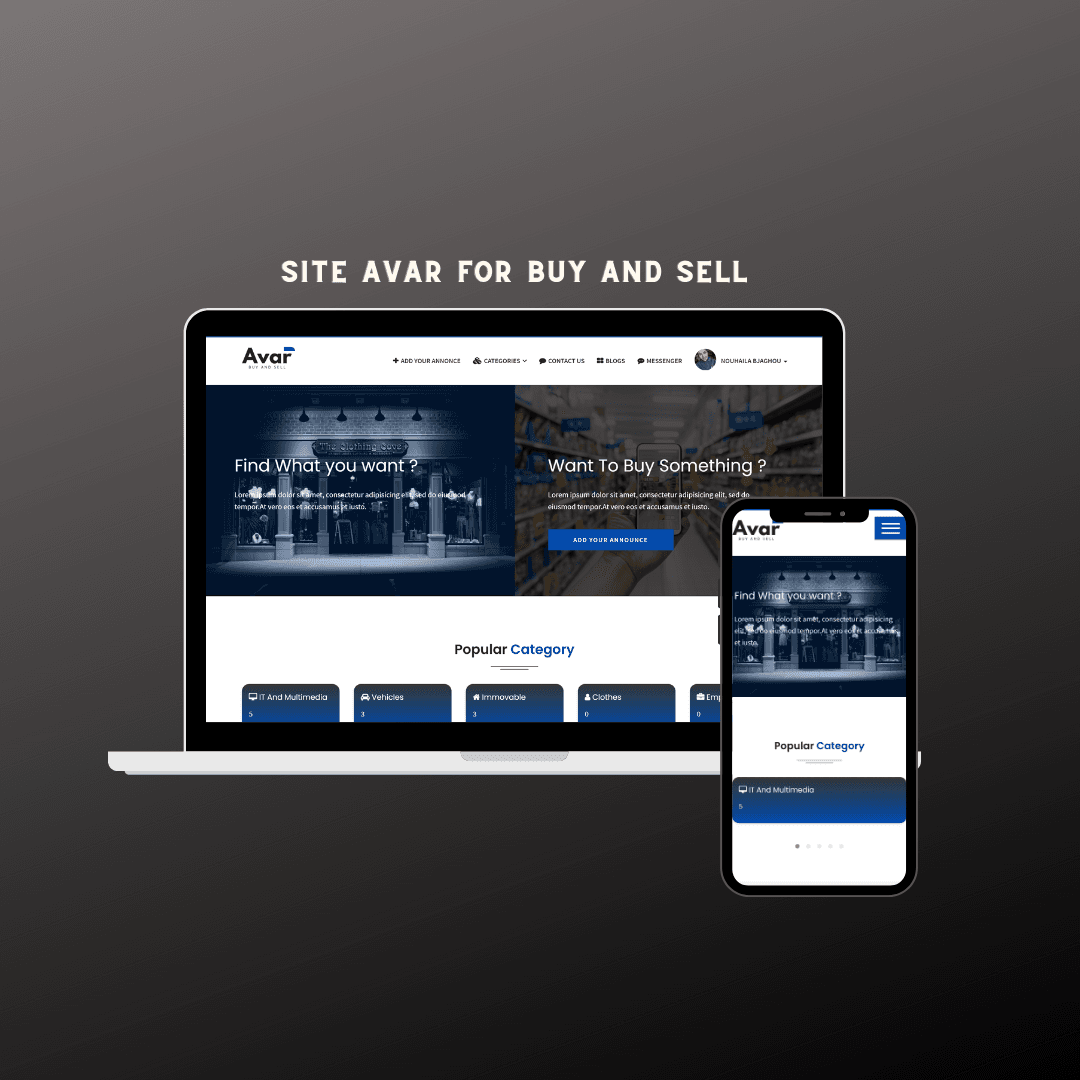 SITE AVAR FOR BUY AND SELL
Avar
BUY AND SELL
ADD YOUR ANNONCE
CATEGORIES
CONTACT US
BLOGS
MESSENGER
NOUHAILA BJAGHOU
The Clothing Cove
Find What you want ?
Lorem ipsum dolor sit amet, consectetur adipisicing elit, sed do eiusmod
tempor.At vero eos et accusamus et iusto.
Want To Buy Something ?
Lorem ipsum dolor sit amet, consectetur adipisicing elit, sed do
eiusmod tempor.At vero eos et accusamus et iusto.
ADD YOUR ANNOUNCE
Popular Category
IT And Multimedia
5
Vehicles
3
Immovable
3
Clothes
0
Emp
0
Avar
BUY AND SELL
Find What you want ?
Lorem ipsum dolor sit amet, consectetur adipisicing
elit, sed do eiusmod tempor.At vero eos et accusamus
et iusto.
Popular Category
IT And Multimedia
5